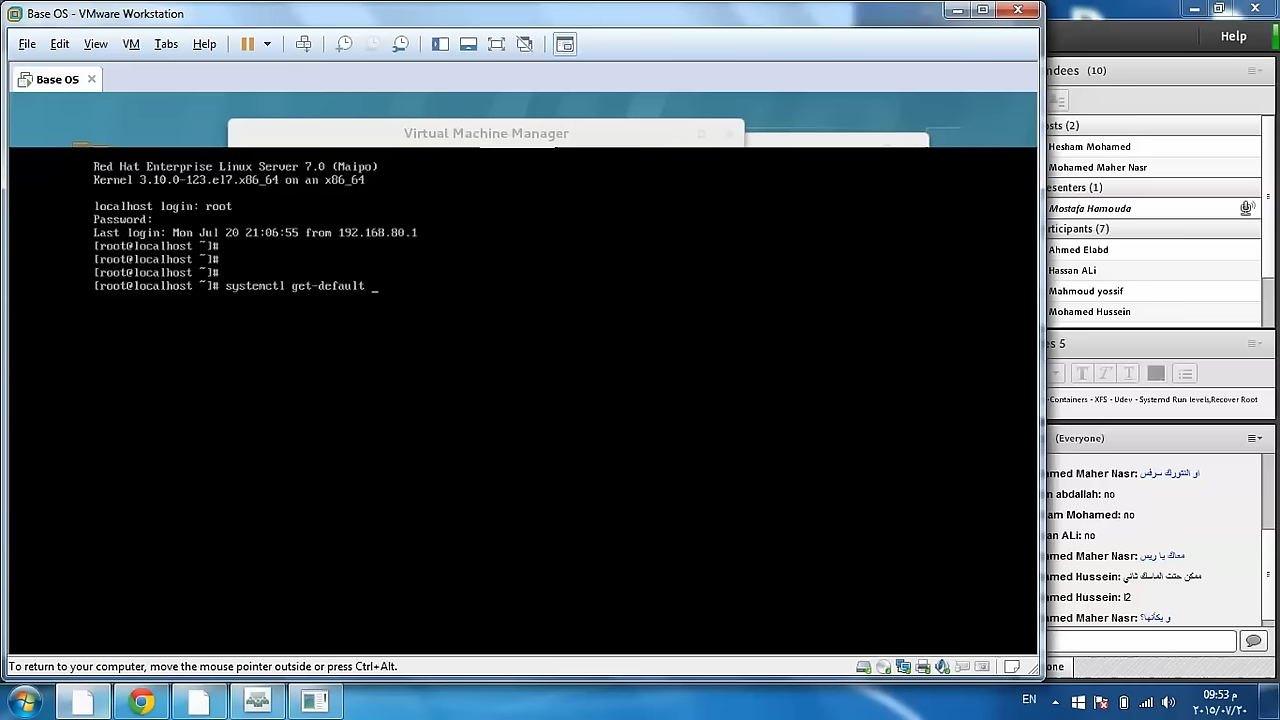 Base OS - VMware Workstation
File Edit View VM Tabs Help
Help
Base OS
ndees (10)
Virtual Machine Manager
osts (2)
Hesham Mohamed
Mohamed Maher Nasr
esenters (1)
Mostafa Hamouda
rticipants (7)
Ahmed Elabd
Hassan ALi
Mahmoud yossif
Mohamed Hussein
Red Hat Enterprise Linux Server 7.0 (Maipo)
Kernel 3.10.0-123.el7.x86_64 on an x86_64
localhost login: root
Password:
Last login: Mon Jul 20 21:06:55 from 192.168.80.1
[root@localhost ~]#
[root@localhost ~]#
[root@localhost ~]#
[root@localhost ~]# systemctl get-default _
es 5
-Containers - XFS - Udev - Systemd Run levels,Recover Root
(Everyone)
amed Maher Nasr: او النتورك سرفس
n abdallah: no
am Mohamed: no
an ALi: no
amed Maher Nasr: معاك يا ريس
amed Hussein: ممكن حتت الماسك تاني
amed Hussein: l2
amed Maher Nasr: و يكأنها؟
one
To return to your computer, move the mouse pointer outside or press Ctrl+Alt.
EN
09:53 م
٢٠١٥/٠٧/٢٠